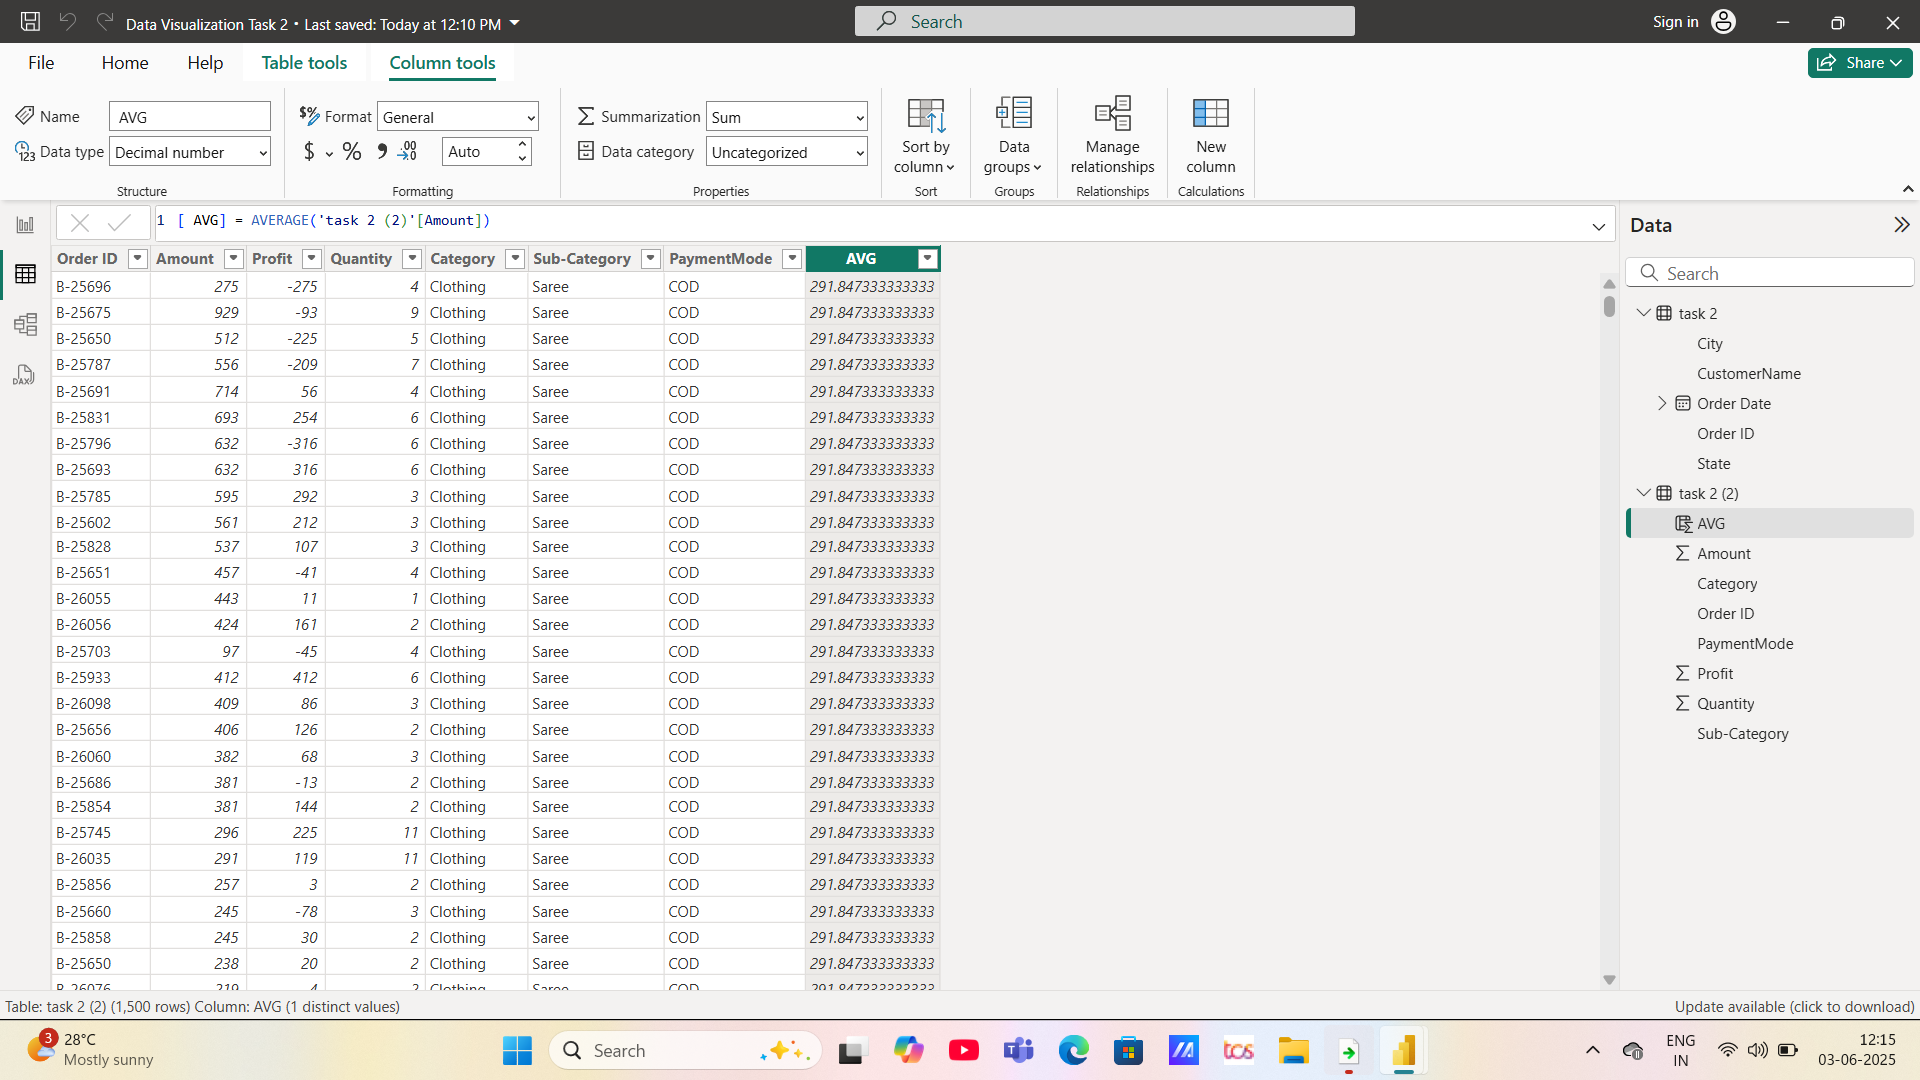 Data Visualization Task 2 • Last saved: Today at 12:10 PM
Search
Sign in
File Home Help Table tools Column tools
Share
Name AVG
Data type Decimal number
Structure
$% Format General
$ % , .00 Auto
Formatting
Summarization Sum
Data category Uncategorized
Properties
Sort by column
Sort
Data groups
Groups
Manage relationships
Relationships
New column
Calculations
1 [ AVG] = AVERAGE('task 2 (2)'[Amount])
Order ID Amount Profit Quantity Category Sub-Category PaymentMode AVG
B-25696 275 -275 4 Clothing Saree COD 291.847333333333
B-25675 929 -93 9 Clothing Saree COD 291.847333333333
B-25650 512 -225 5 Clothing Saree COD 291.847333333333
B-25787 556 -209 7 Clothing Saree COD 291.847333333333
B-25691 714 56 4 Clothing Saree COD 291.847333333333
B-25831 693 254 6 Clothing Saree COD 291.847333333333
B-25796 632 -316 6 Clothing Saree COD 291.847333333333
B-25693 632 316 6 Clothing Saree COD 291.847333333333
B-25785 595 292 3 Clothing Saree COD 291.847333333333
B-25602 561 212 3 Clothing Saree COD 291.847333333333
B-25828 537 107 3 Clothing Saree COD 291.847333333333
B-25651 457 -41 4 Clothing Saree COD 291.847333333333
B-26055 443 11 1 Clothing Saree COD 291.847333333333
B-26056 424 161 2 Clothing Saree COD 291.847333333333
B-25703 97 -45 4 Clothing Saree COD 291.847333333333
B-25933 412 412 6 Clothing Saree COD 291.847333333333
B-26098 409 86 3 Clothing Saree COD 291.847333333333
B-25656 406 126 2 Clothing Saree COD 291.847333333333
B-26060 382 68 3 Clothing Saree COD 291.847333333333
B-25686 381 -13 2 Clothing Saree COD 291.847333333333
B-25854 381 144 2 Clothing Saree COD 291.847333333333
B-25745 296 225 11 Clothing Saree COD 291.847333333333
B-26035 291 119 11 Clothing Saree COD 291.847333333333
B-25856 257 3 2 Clothing Saree COD 291.847333333333
B-25660 245 -78 3 Clothing Saree COD 291.847333333333
B-25858 245 30 2 Clothing Saree COD 291.847333333333
B-25650 238 20 2 Clothing Saree COD 291.847333333333
B-26076 219 4 2 Clothing Saree COD 291.847333333333
Data
Search
task 2
City
CustomerName
Order Date
Order ID
State
task 2 (2)
AVG
Amount
Category
Order ID
PaymentMode
Profit
Quantity
Sub-Category
DAX
Table: task 2 (2) (1,500 rows) Column: AVG (1 distinct values)
Update available (click to download)
3
28°C
Mostly sunny
Search
tcs
ENG
IN
12:15
03-06-2025